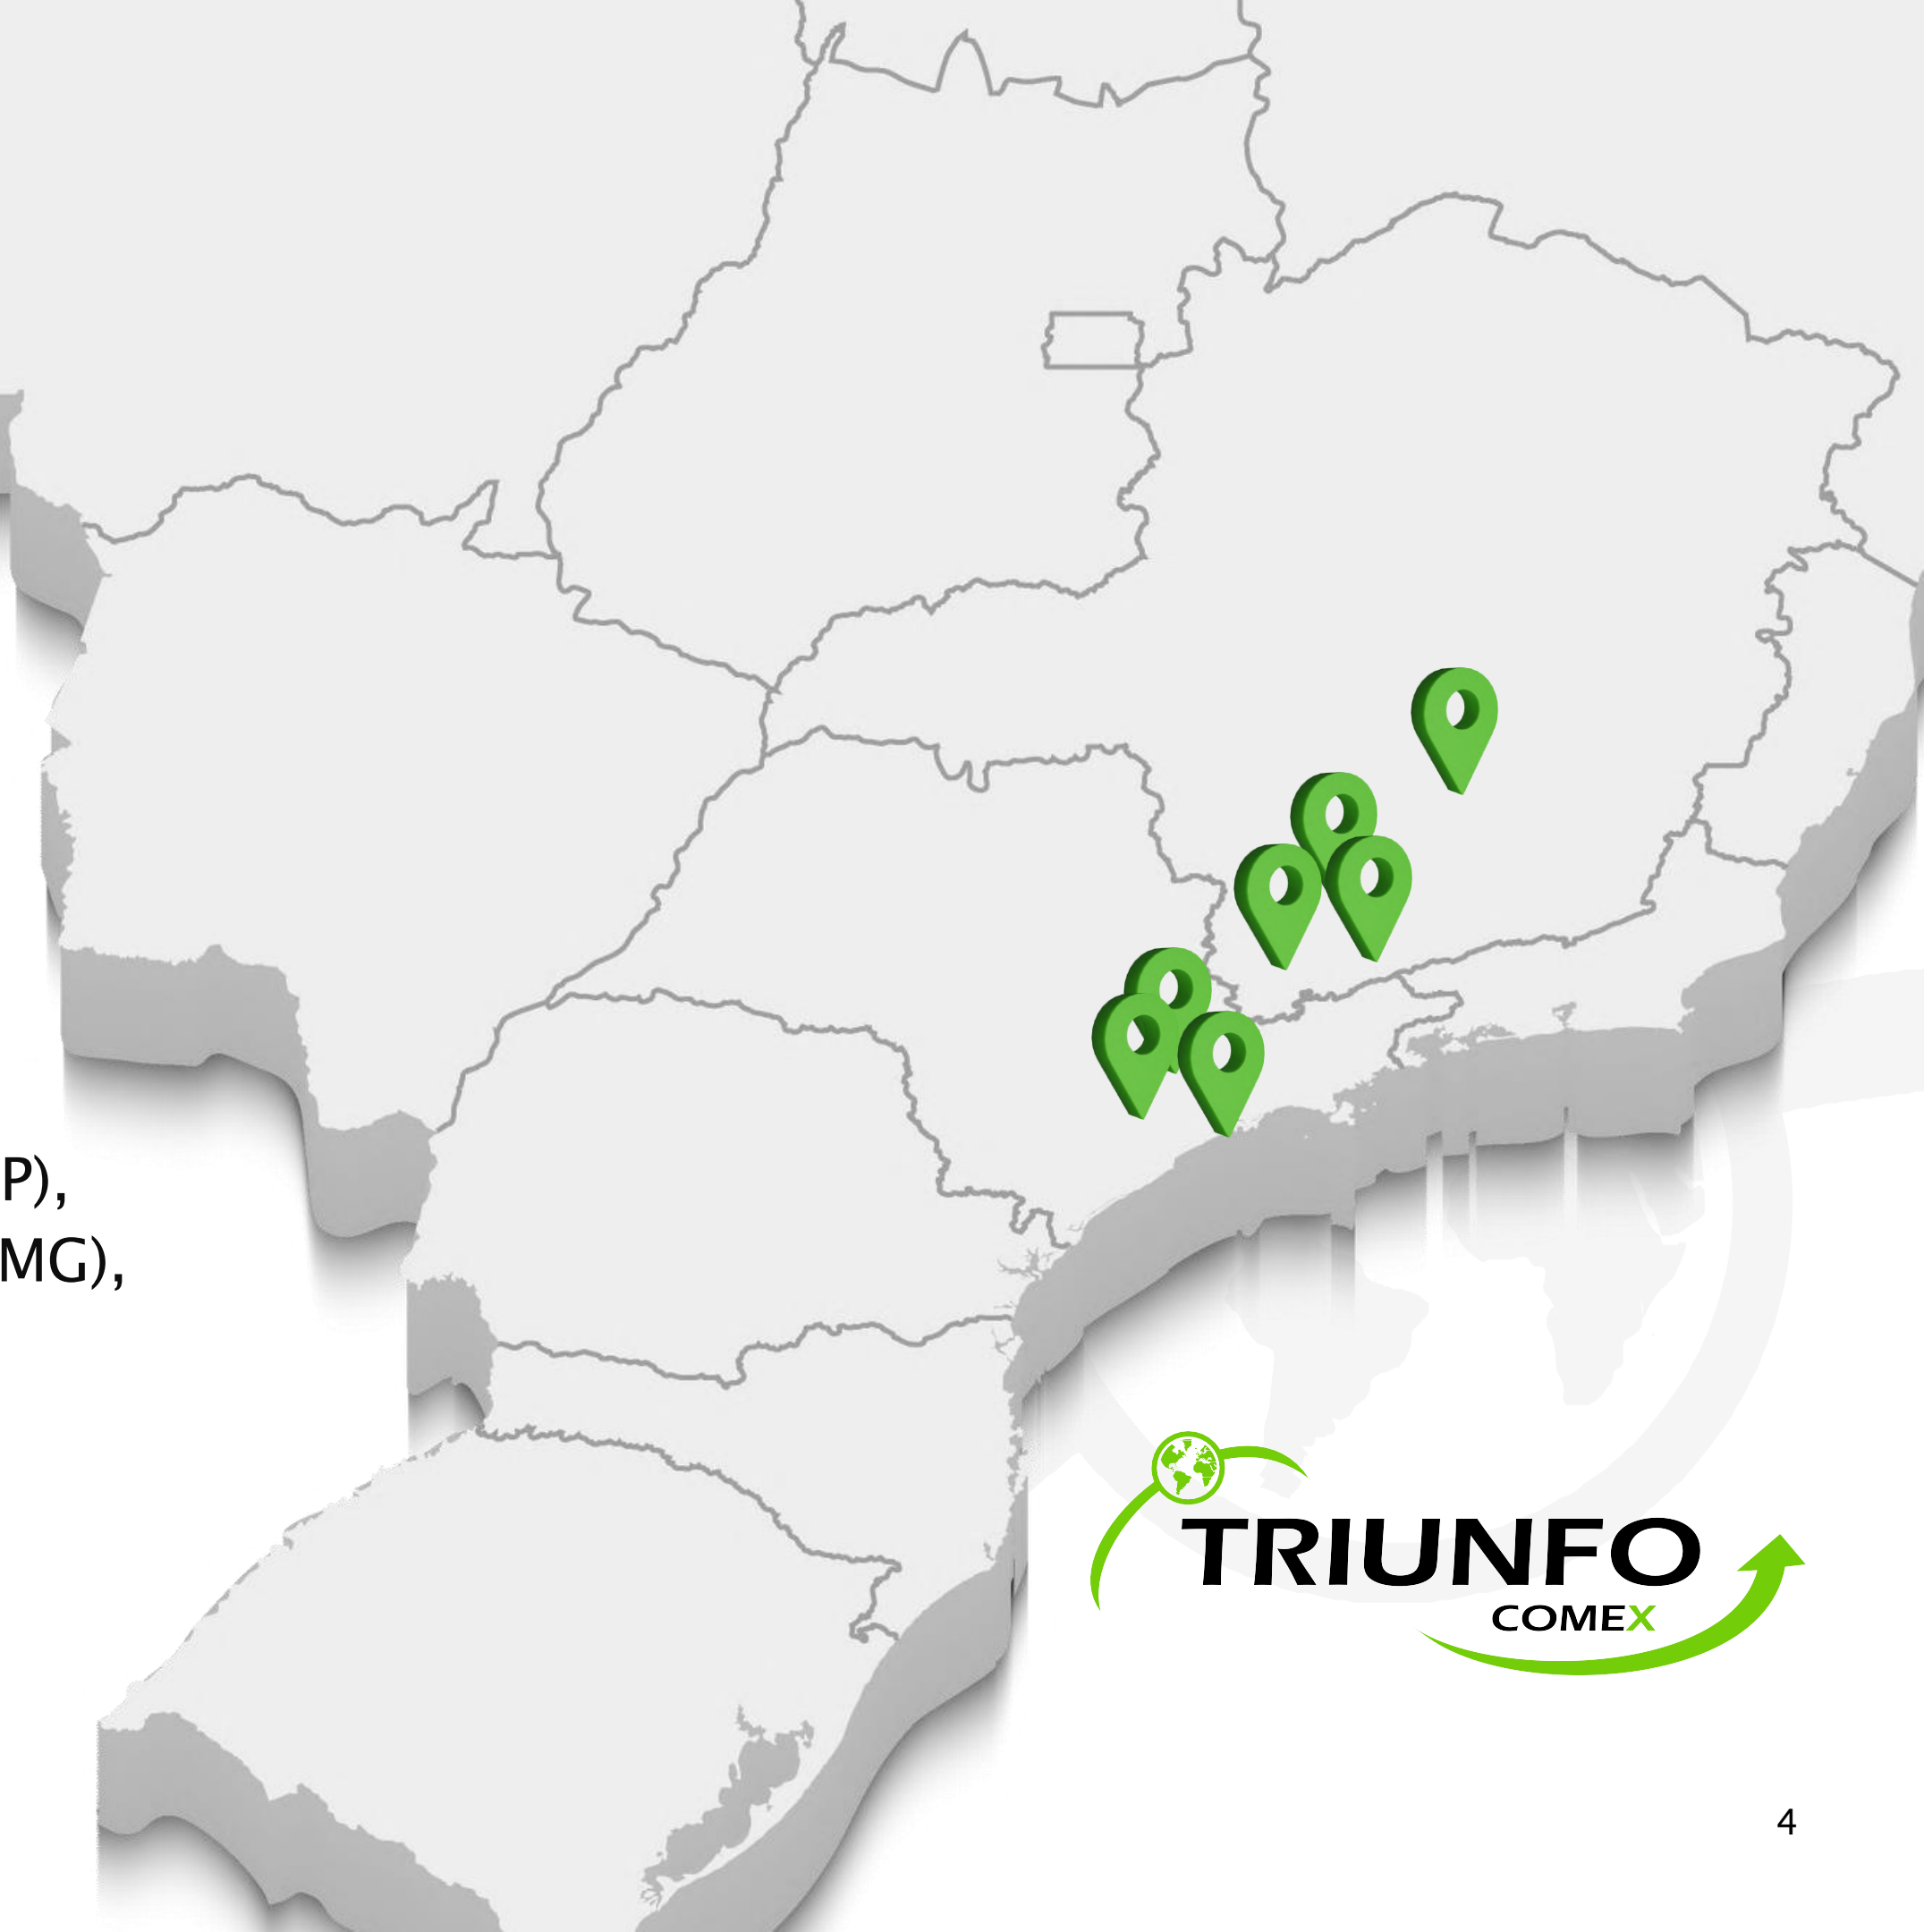 P),
MG),
TRIUNFO
COMEX
4